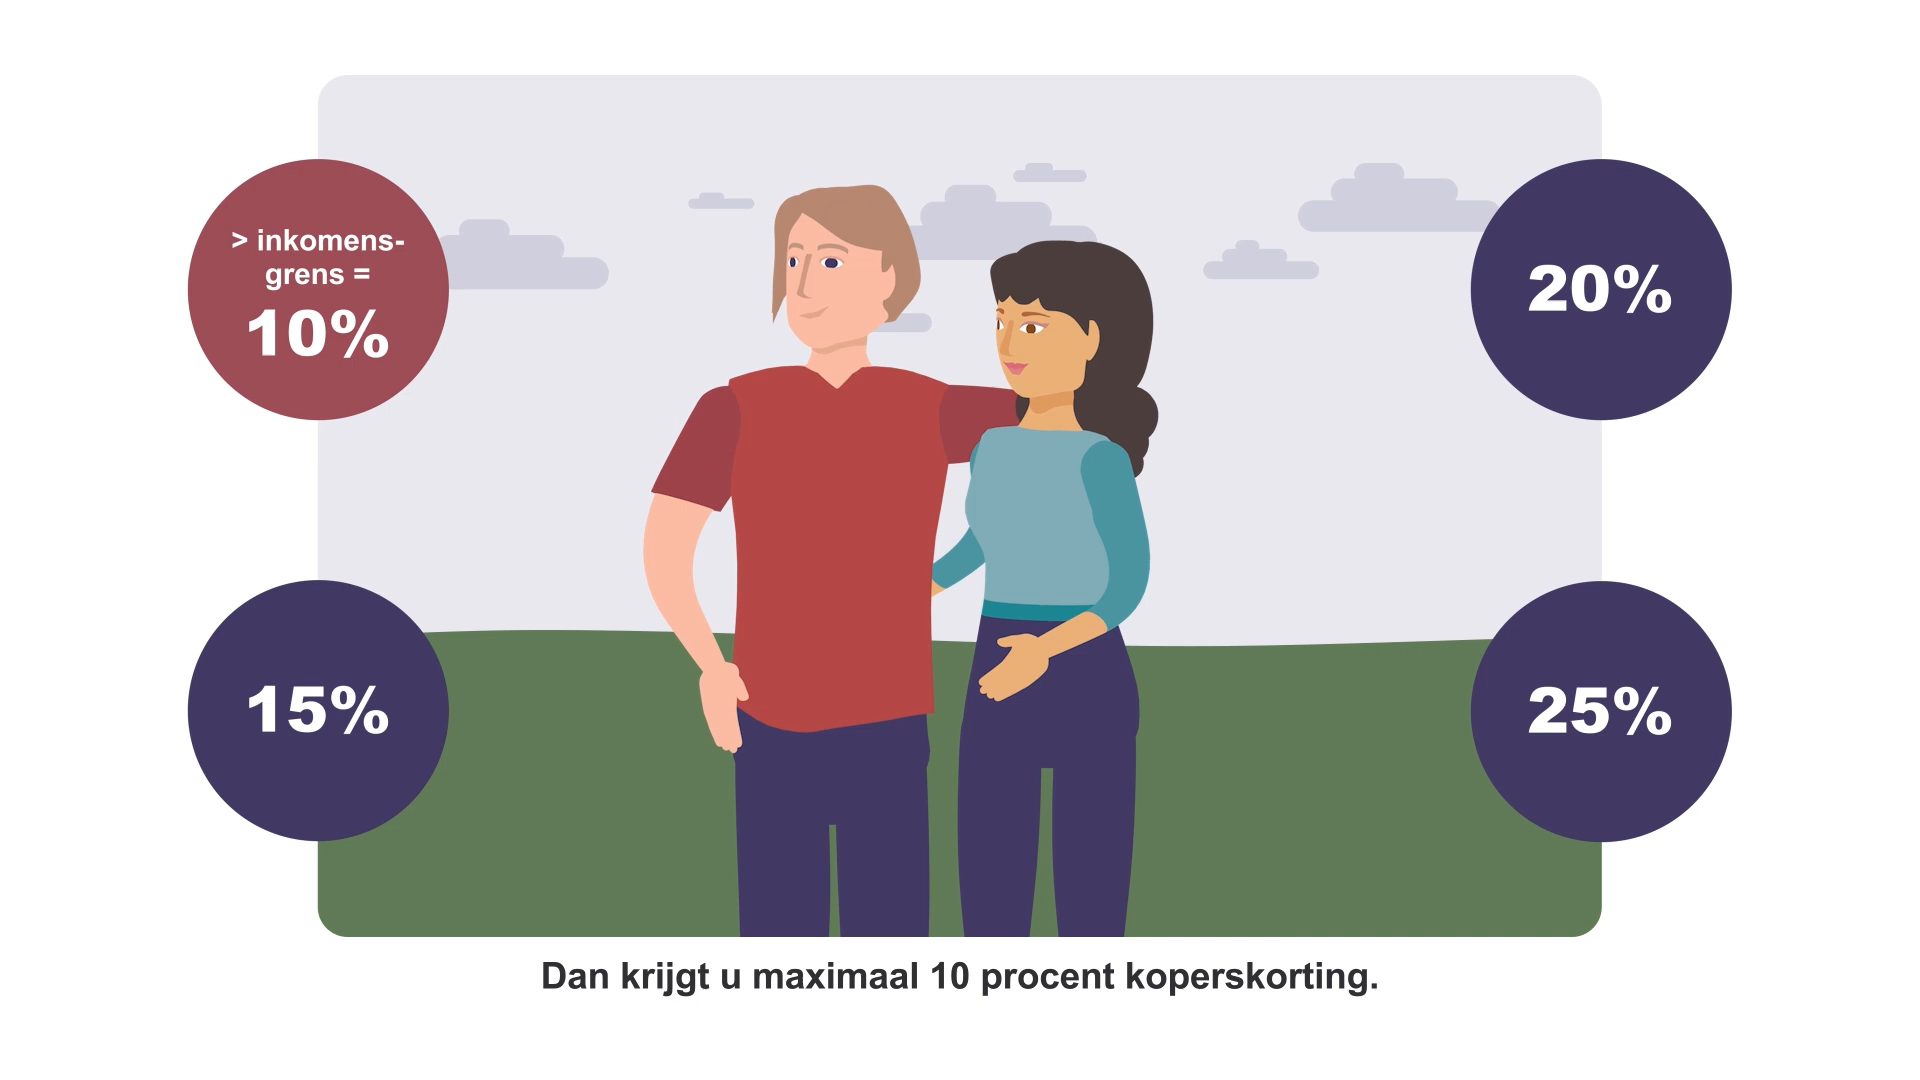 > inkomens-
grens =
10%
20%
15%
25%
Dan krijgt u maximaal 10 procent koperskorting.